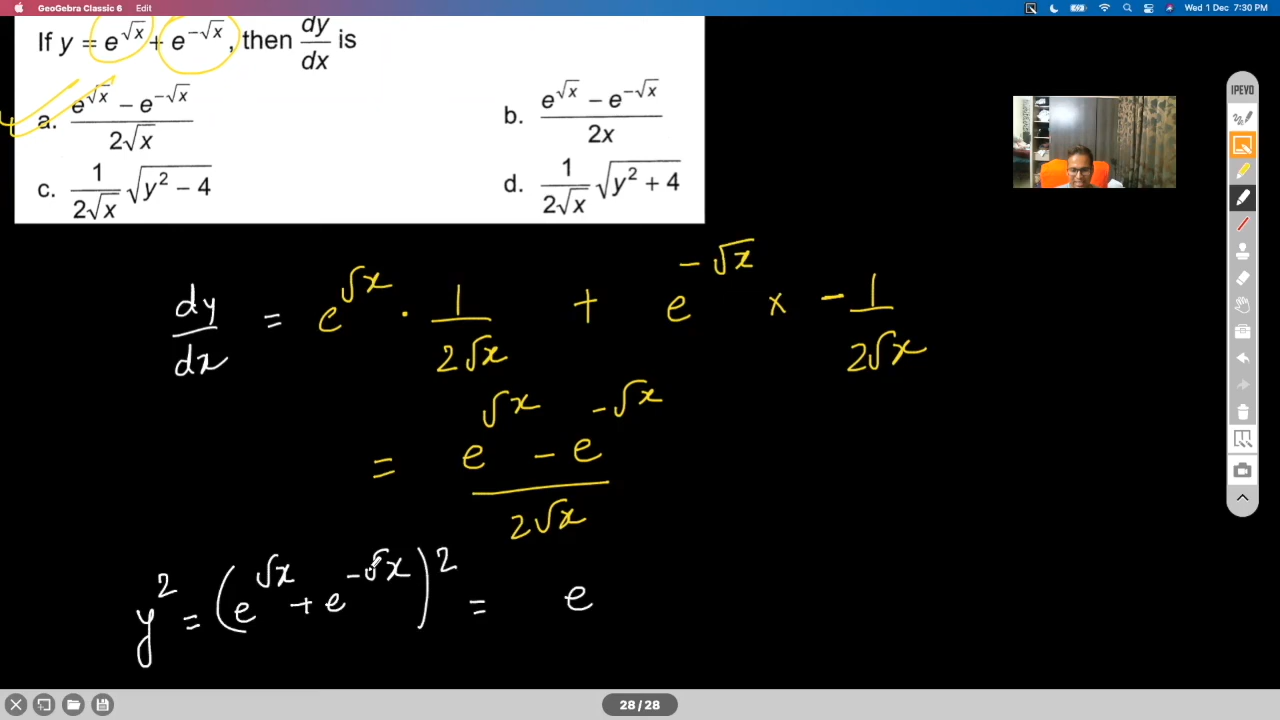 GeoGebra Classic 6 Edit Wed 1 Dec 7:30 PM
If y = e^√x + e^−√x, then dy/dx is
a. (e^√x − e^−√x)/(2√x)
b. (e^√x − e^−√x)/(2x)
c. 1/(2√x) √(y² − 4)
d. 1/(2√x) √(y² + 4)
IPEVO
dy/dx = e^√x · 1/(2√x) + e^−√x × −1/(2√x)
= (e^√x − e^−√x)/(2√x)
y² = (e^√x + e^−√x)² = e
28 / 28